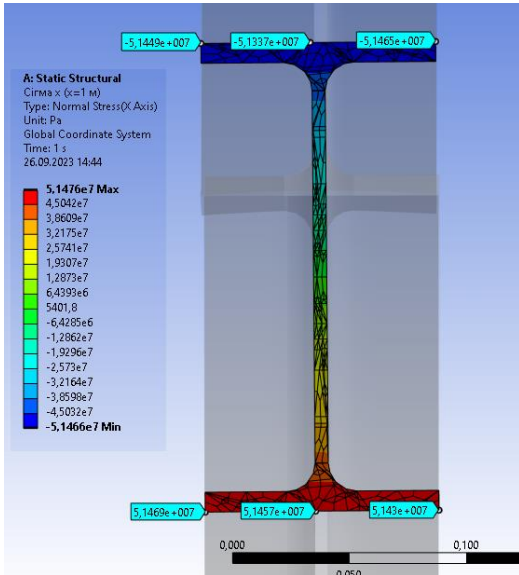 -5,1449e+007 -5,1337e+007 -5,1465e+007
A: Static Structural
Сігма x (x=1 м)
Type: Normal Stress(X Axis)
Unit: Pa
Global Coordinate System
Time: 1 s
26.09.2023 14:44
5,1476e7 Max
4,5042e7
3,8609e7
3,2175e7
2,5741e7
1,9307e7
1,2873e7
6,4393e6
5401,8
-6,4285e6
-1,2862e7
-1,9296e7
-2,573e7
-3,2164e7
-3,8598e7
-4,5032e7
-5,1466e7 Min
5,1469e+007 5,1457e+007 5,143e+007
0,000 0,100
0,050